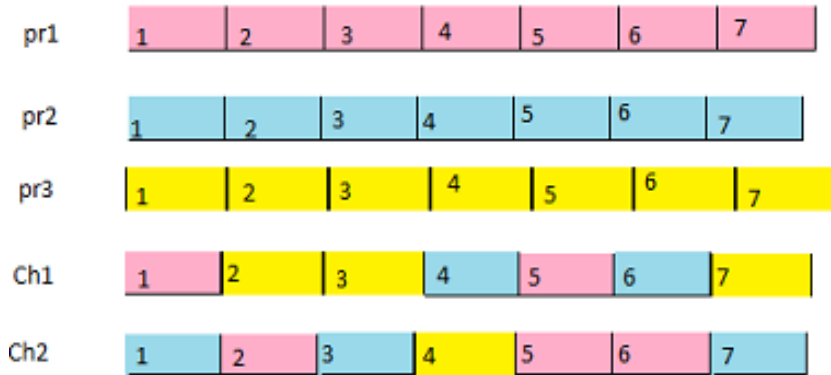 pr1 1 2 3 4 5 6 7
pr2 1 2 3 4 5 6 7
pr3 1 2 3 4 5 6 7
Ch1 1 2 3 4 5 6 7
Ch2 1 2 3 4 5 6 7